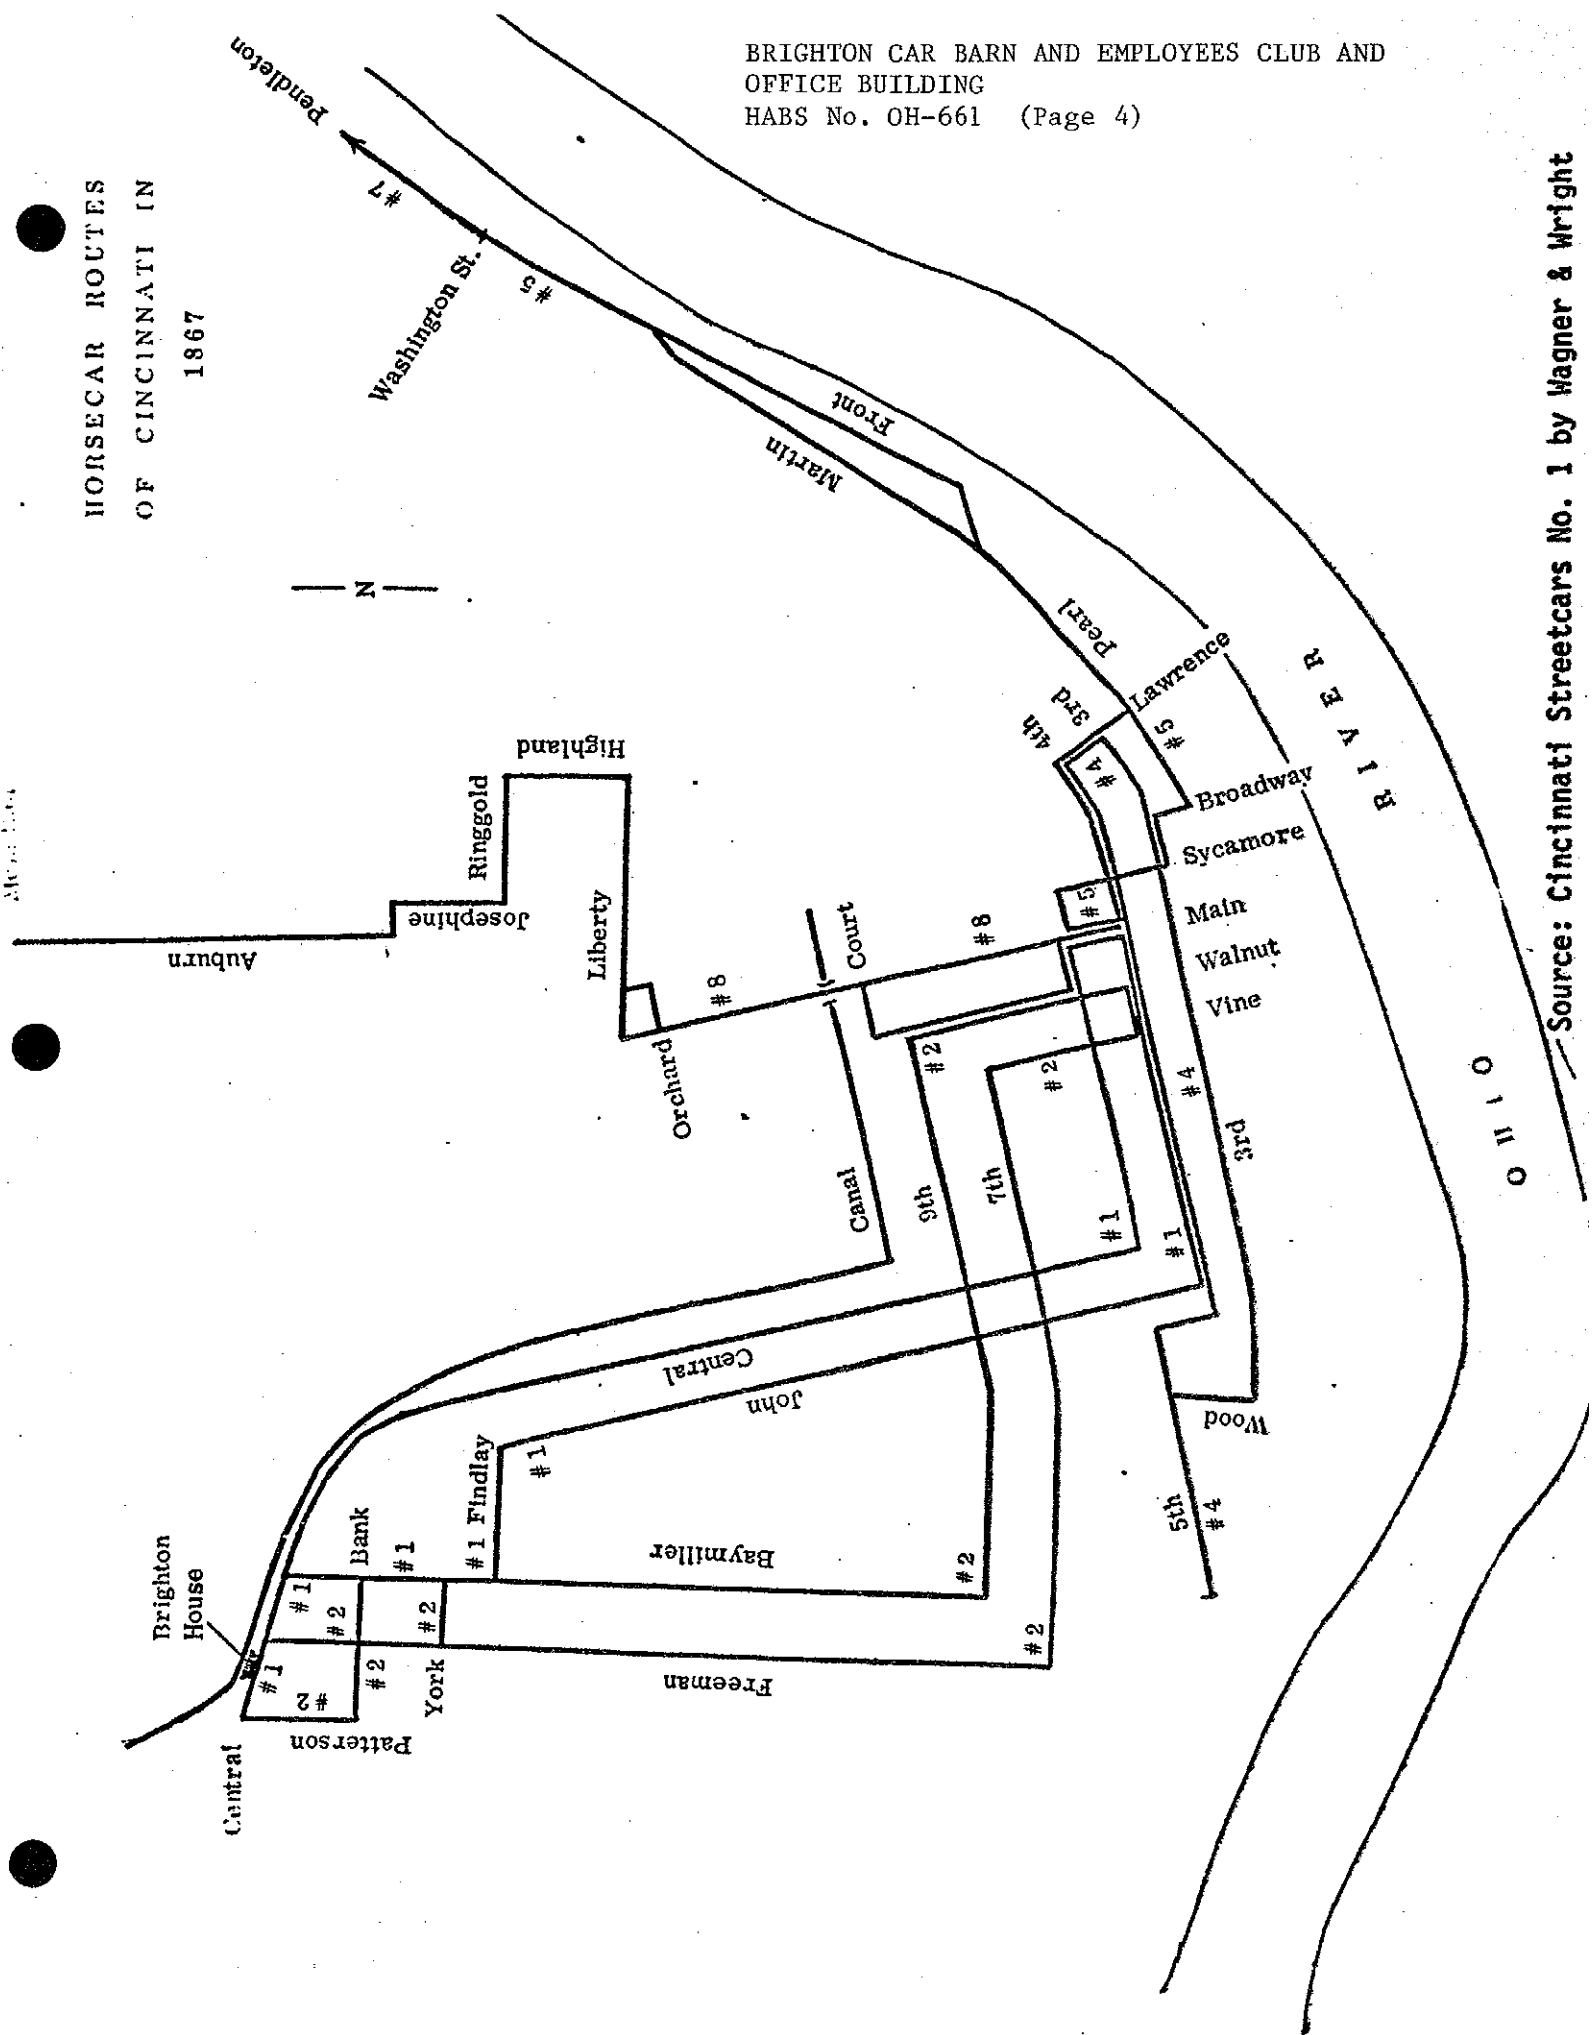 BRIGHTON CAR BARN AND EMPLOYEES CLUB AND
OFFICE BUILDING
HABS No. OH-661 (Page 4)
HORSECAR ROUTES
OF CINCINNATI IN
1867
N
Pendleton
#7
Washington St.
#5
Front
Martin
Pearl
Lawrence
3rd
4th
#4
#5
Broadway
Sycamore
Main
Walnut
Vine
#5
Highland
Ringgold
Josephine
Auburn
Liberty
Orchard
#8
Court
#8
Canal
9th
#2
7th
#2
#1
#1
#4
3rd
Central
John
Wood
5th
#4
Brighton
House
Bank
#1
#1 Findlay
#1
Baymiller
#2
#1
#2
#2
#1
#2
#2
York
Freeman
#2
Patterson
Central
OHIO
RIVER
Source: Cincinnati Streetcars No. 1 by Wagner & Wright